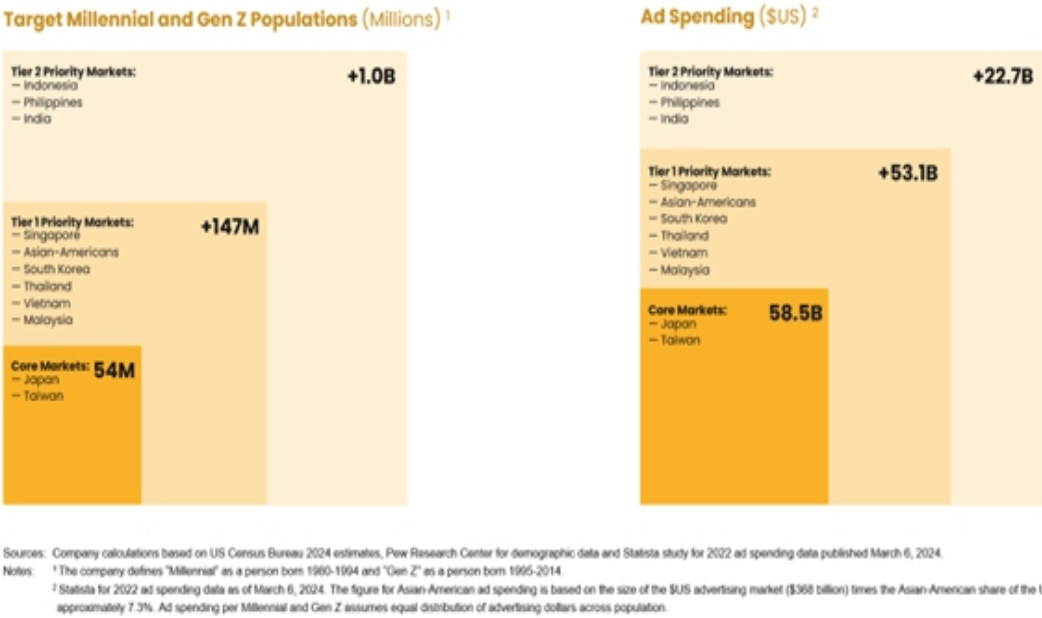 Target Millennial and Gen Z Populations (Millions) 1
Tier 2 Priority Markets:
– Indonesia
– Philippines
– India
+1.0B
Tier 1 Priority Markets:
– Singapore
– Asian-Americans
– South Korea
– Thailand
– Vietnam
– Malaysia
+147M
Core Markets:
– Japan
– Taiwan
54M
Ad Spending ($US) 2
Tier 2 Priority Markets:
– Indonesia
– Philippines
– India
+22.7B
Tier 1 Priority Markets:
– Singapore
– Asian-Americans
– South Korea
– Thailand
– Vietnam
– Malaysia
+53.1B
Core Markets:
– Japan
– Taiwan
58.5B
Sources: Company calculations based on US Census Bureau 2024 estimates, Pew Research Center for demographic data and Statista study for 2022 ad spending data published March 6, 2024.
Notes: 1 The company defines "Millennial" as a person born 1980-1994 and "Gen Z" as a person born 1995-2014.
2 Statista for 2022 ad spending data as of March 6, 2024. The figure for Asian-American ad spending is based on the size of the $US advertising market ($368 billion) times the Asian-American share of the
approximately 7.3%. Ad spending per Millennial and Gen Z assumes equal distribution of advertising dollars across population.